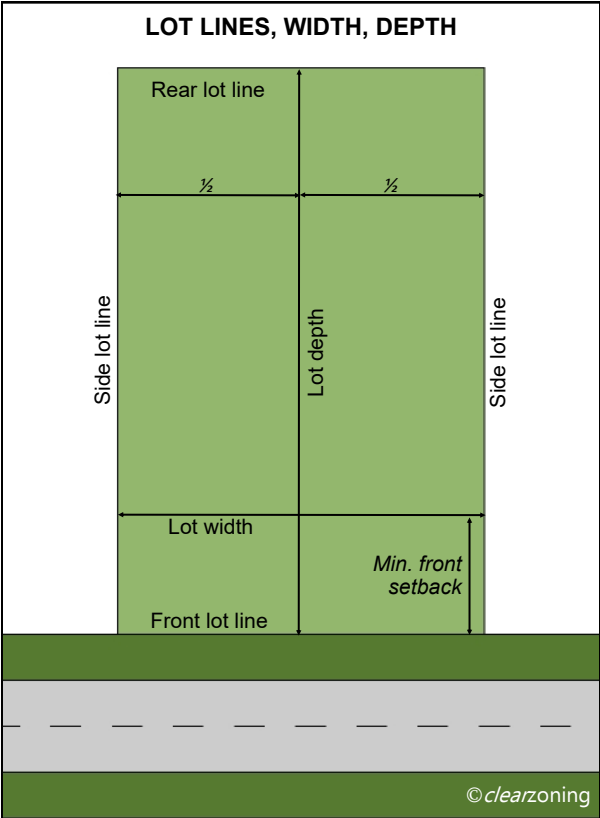 LOT LINES, WIDTH, DEPTH
Rear lot line
½
½
Side lot line
Lot depth
Side lot line
Lot width
Min. front
setback
Front lot line
©clearzoning